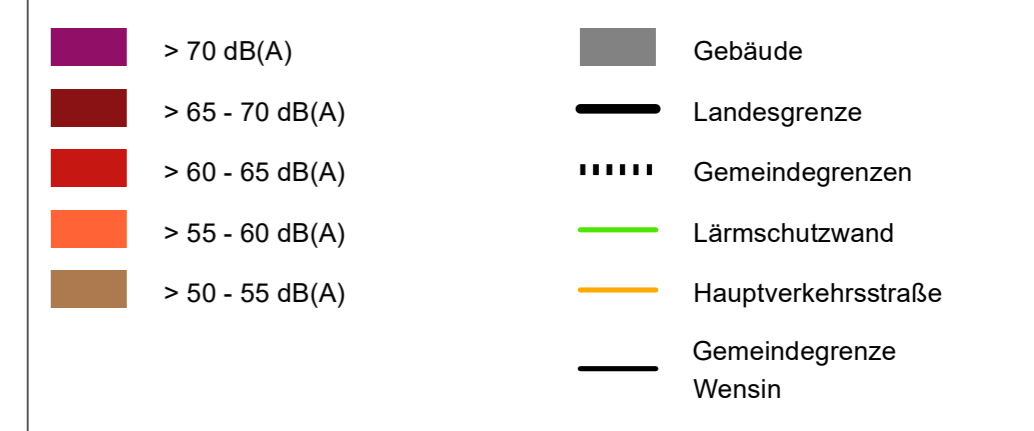 > 70 dB(A)
> 65 - 70 dB(A)
> 60 - 65 dB(A)
> 55 - 60 dB(A)
> 50 - 55 dB(A)
Gebäude
Landesgrenze
Gemeindegrenzen
Lärmschutzwand
Hauptverkehrsstraße
Gemeindegrenze
Wensin